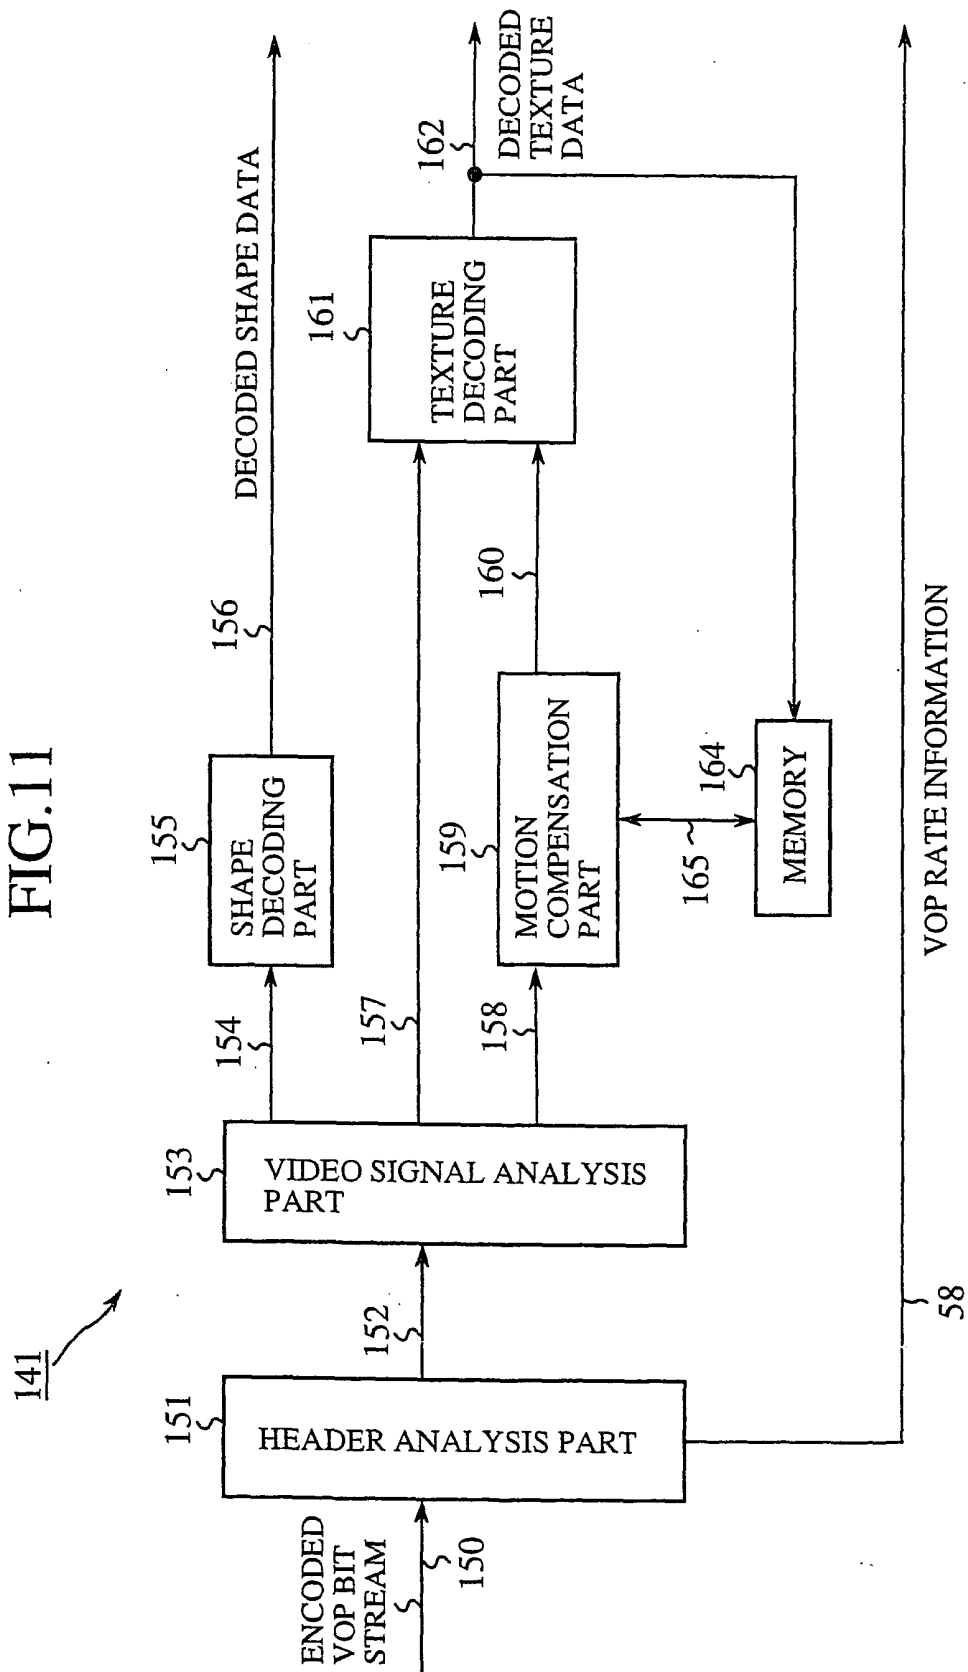 FIG.11
141
ENCODED
VOP BIT
STREAM
150
151
HEADER ANALYSIS PART
152
153
VIDEO SIGNAL ANALYSIS
PART
154
155
SHAPE
DECODING
PART
156
DECODED SHAPE DATA
157
158
159
MOTION
COMPENSATION
PART
160
161
TEXTURE
DECODING
PART
162
DECODED
TEXTURE
DATA
165
164
MEMORY
58
VOP RATE INFORMATION